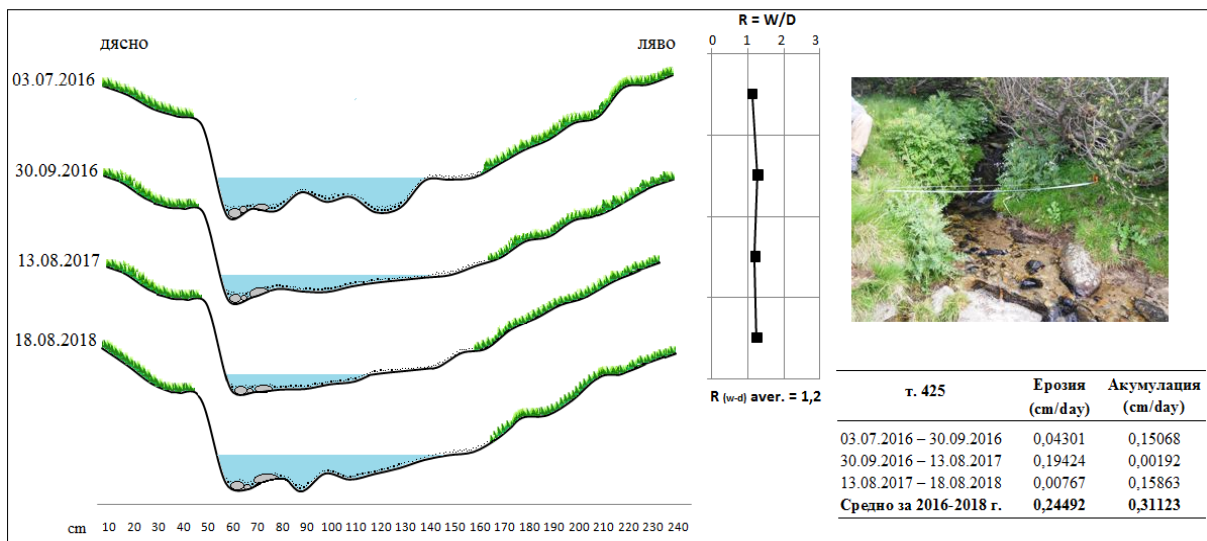 дясно
ляво
03.07.2016
30.09.2016
13.08.2017
18.08.2018
cm 10 20 30 40 50 60 70 80 90 100 110 120 130 140 150 160 170 180 190 200 210 220 230 240
R = W/D
0 1 2 3
R (w-d) aver. = 1,2
т. 425 Ерозия (cm/day) Акумулация (cm/day)
03.07.2016 – 30.09.2016 0,04301 0,15068
30.09.2016 – 13.08.2017 0,19424 0,00192
13.08.2017 – 18.08.2018 0,00767 0,15863
Средно за 2016-2018 г. 0,24492 0,31123